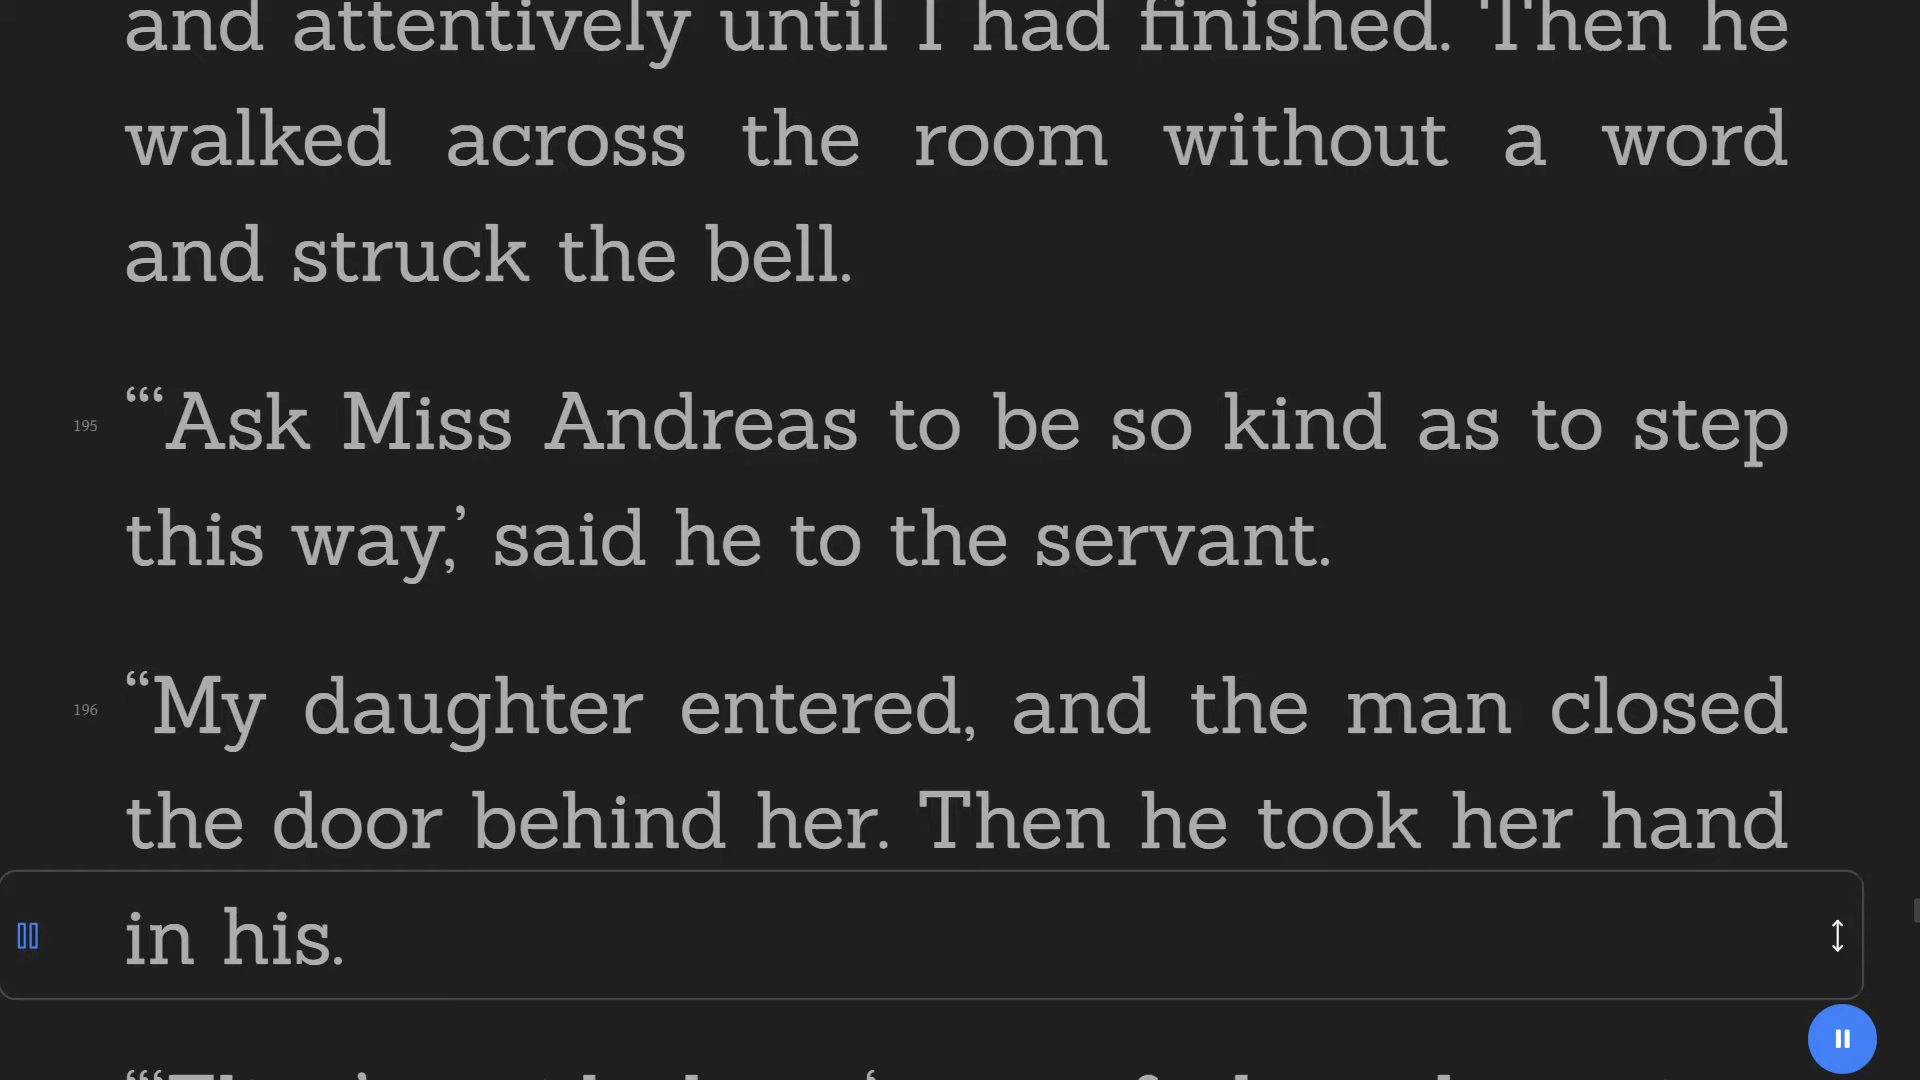 and attentively until I had finished. Then he
walked across the room without a word
and struck the bell.
195
“‘Ask Miss Andreas to be so kind as to step
this way,’ said he to the servant.
196
“My daughter entered, and the man closed
the door behind her. Then he took her hand
in his.